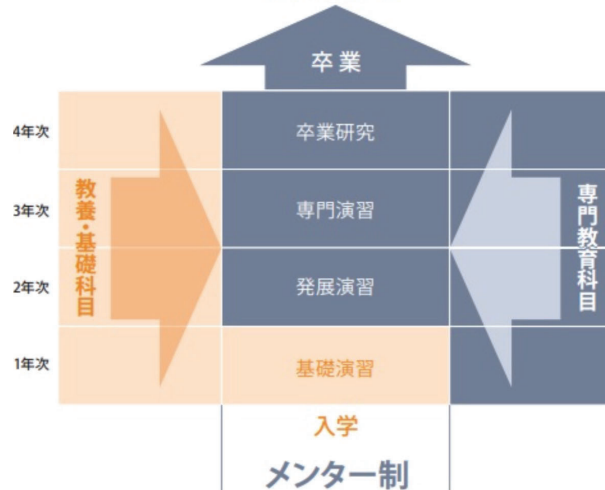 卒業
4年次
卒業研究
3年次
専門演習
2年次
発展演習
1年次
基礎演習
教養・基礎科目
専門教育科目
入学
メンター制